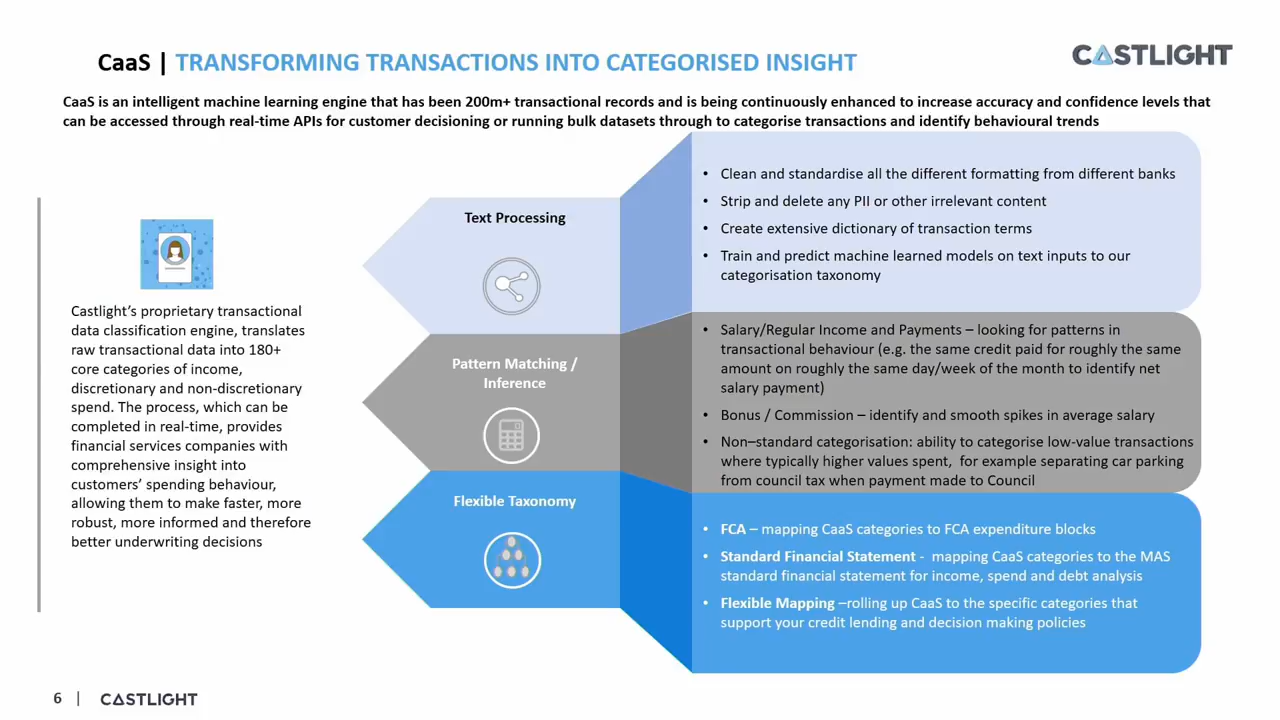 CaaS | TRANSFORMING TRANSACTIONS INTO CATEGORISED INSIGHT
CASTLIGHT
CaaS is an intelligent machine learning engine that has been 200m+ transactional records and is being continuously enhanced to increase accuracy and confidence levels that
can be accessed through real-time APIs for customer decisioning or running bulk datasets through to categorise transactions and identify behavioural trends
Castlight's proprietary transactional
data classification engine, translates
raw transactional data into 180+
core categories of income,
discretionary and non-discretionary
spend. The process, which can be
completed in real-time, provides
financial services companies with
comprehensive insight into
customers' spending behaviour,
allowing them to make faster, more
robust, more informed and therefore
better underwriting decisions
Text Processing
• Clean and standardise all the different formatting from different banks
• Strip and delete any PII or other irrelevant content
• Create extensive dictionary of transaction terms
• Train and predict machine learned models on text inputs to our
categorisation taxonomy
Pattern Matching /
Inference
• Salary/Regular Income and Payments – looking for patterns in
transactional behaviour (e.g. the same credit paid for roughly the same
amount on roughly the same day/week of the month to identify net
salary payment)
• Bonus / Commission – identify and smooth spikes in average salary
• Non–standard categorisation: ability to categorise low-value transactions
where typically higher values spent,  for example separating car parking
from council tax when payment made to Council
Flexible Taxonomy
• FCA – mapping CaaS categories to FCA expenditure blocks
• Standard Financial Statement -  mapping CaaS categories to the MAS
standard financial statement for income, spend and debt analysis
• Flexible Mapping –rolling up CaaS to the specific categories that
support your credit lending and decision making policies
6 | CASTLIGHT